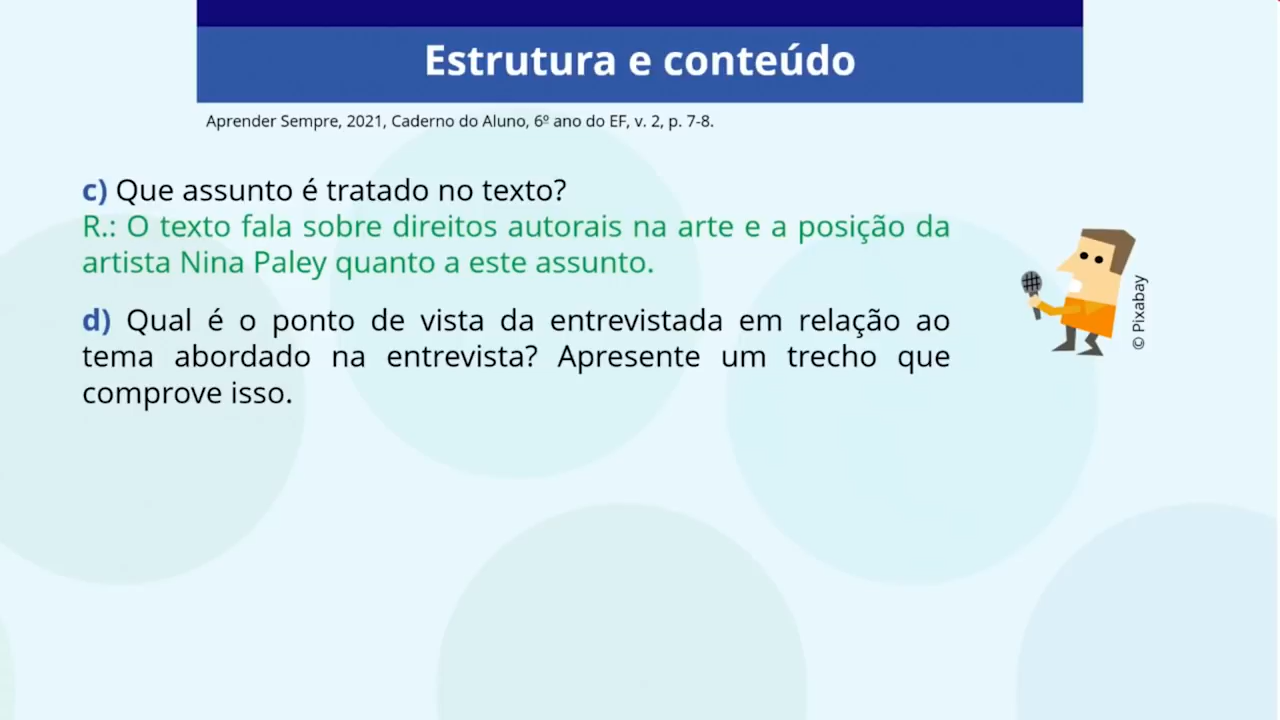 Estrutura e conteúdo
Aprender Sempre, 2021, Caderno do Aluno, 6º ano do EF, v. 2, p. 7-8.
c) Que assunto é tratado no texto?
R.: O texto fala sobre direitos autorais na arte e a posição da
artista Nina Paley quanto a este assunto.
d) Qual é o ponto de vista da entrevistada em relação ao
tema abordado na entrevista? Apresente um trecho que
comprove isso.
© Pixabay